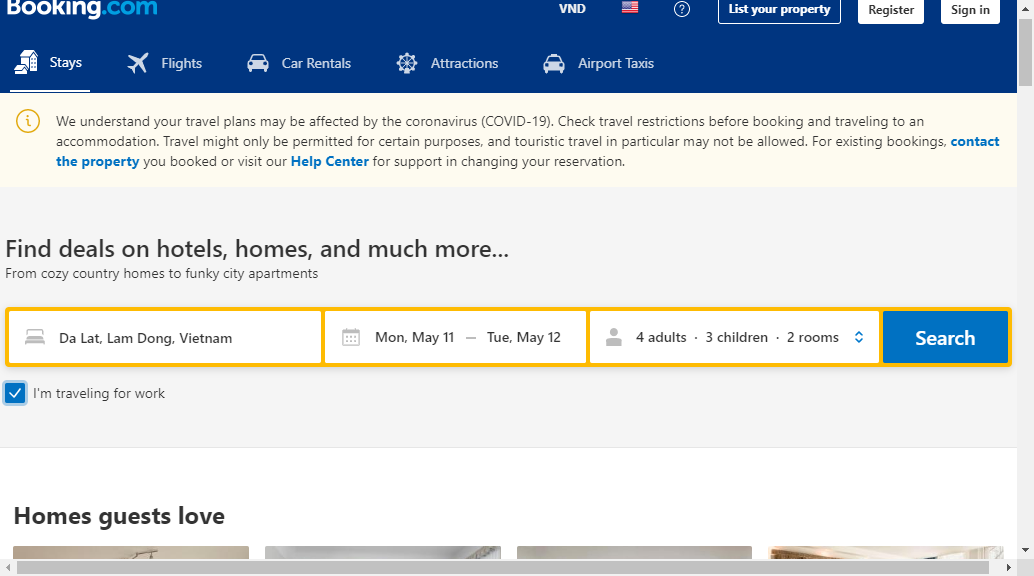 Booking.com
VND
?
List your property
Register
Sign in
Stays
Flights
Car Rentals
Attractions
Airport Taxis
We understand your travel plans may be affected by the coronavirus (COVID-19). Check travel restrictions before booking and traveling to an
accommodation. Travel might only be permitted for certain purposes, and touristic travel in particular may not be allowed. For existing bookings, contact
the property you booked or visit our Help Center for support in changing your reservation.
Find deals on hotels, homes, and much more...
From cozy country homes to funky city apartments
Da Lat, Lam Dong, Vietnam
Mon, May 11 — Tue, May 12
4 adults · 3 children · 2 rooms
Search
I'm traveling for work
Homes guests love